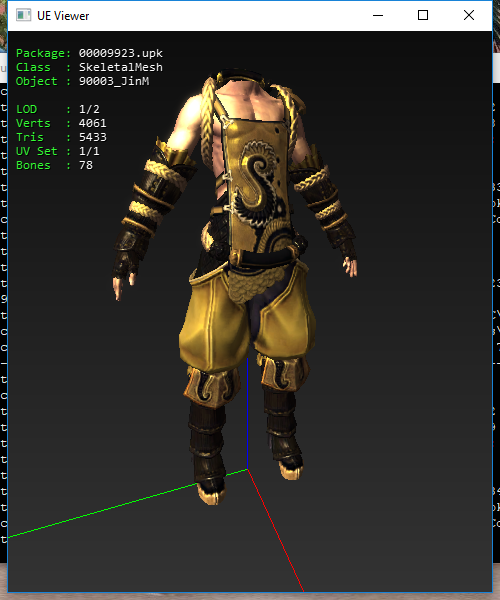 UE Viewer
Package: 00009923.upk
Class : SkeletalMesh
Object : 90003_JinM
LOD : 1/2
Verts : 4061
Tris : 5433
UV Set : 1/1
Bones : 78